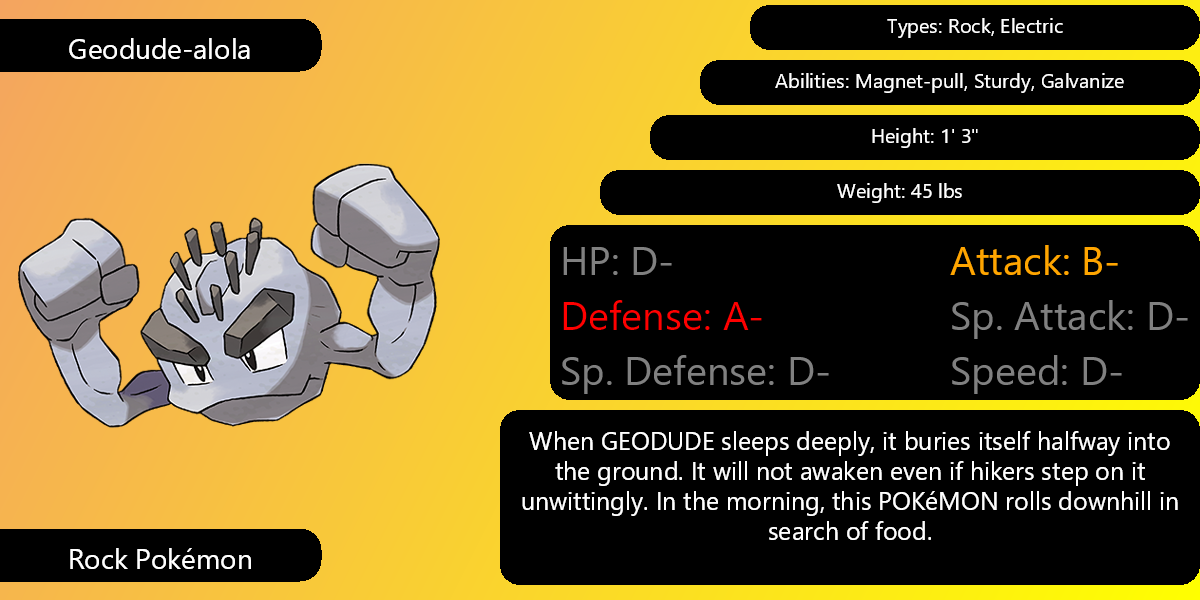 Geodude-alola
Types: Rock, Electric
Abilities: Magnet-pull, Sturdy, Galvanize
Height: 1' 3"
Weight: 45 lbs
HP: D-
Attack: B-
Defense: A-
Sp. Attack: D-
Sp. Defense: D-
Speed: D-
When GEODUDE sleeps deeply, it buries itself halfway into
the ground. It will not awaken even if hikers step on it
unwittingly. In the morning, this POKéMON rolls downhill in
search of food.
Rock Pokémon